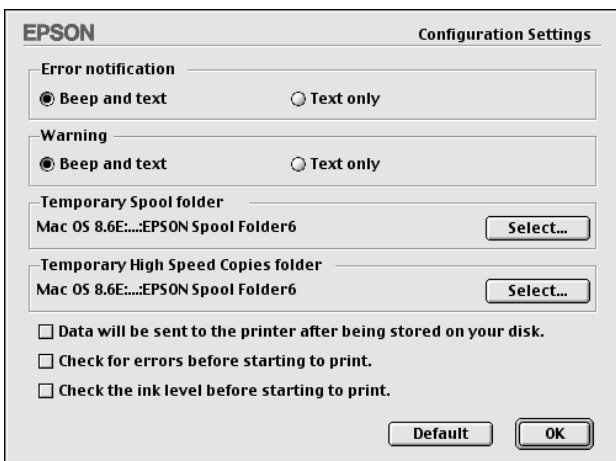 EPSON Configuration Settings
Error notification
Beep and text Text only
Warning
Beep and text Text only
Temporary Spool folder
Mac OS 8.6E:...:EPSON Spool Folder6 Select...
Temporary High Speed Copies folder
Mac OS 8.6E:...:EPSON Spool Folder6 Select...
Data will be sent to the printer after being stored on your disk.
Check for errors before starting to print.
Check the ink level before starting to print.
Default OK